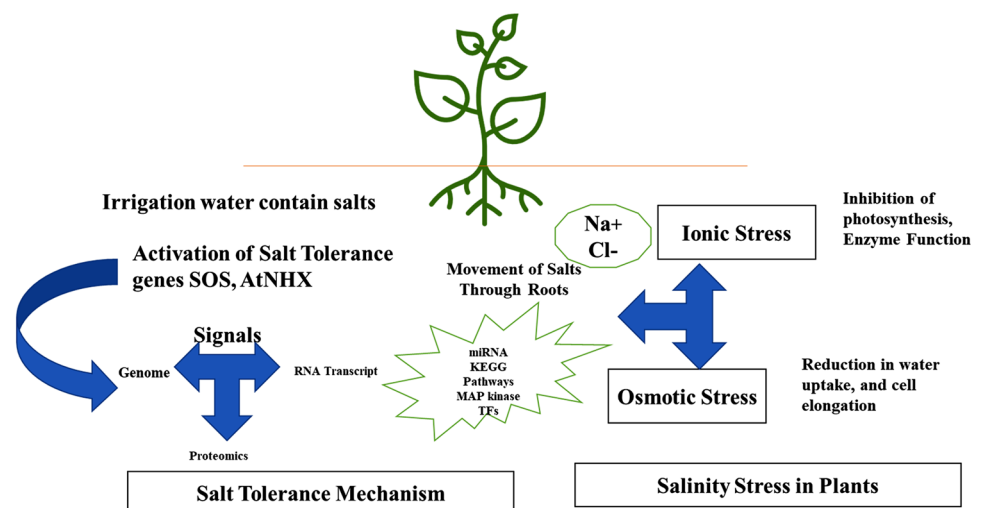 Irrigation water contain salts
Activation of Salt Tolerance
genes SOS, AtNHX
Signals
Genome
RNA Transcript
Proteomics
Salt Tolerance Mechanism
Movement of Salts
Through Roots
miRNA
KEGG
Pathways
MAP kinase
TFs
Na+
Cl-
Ionic Stress
Inhibition of
photosynthesis,
Enzyme Function
Osmotic Stress
Reduction in water
uptake, and cell
elongation
Salinity Stress in Plants